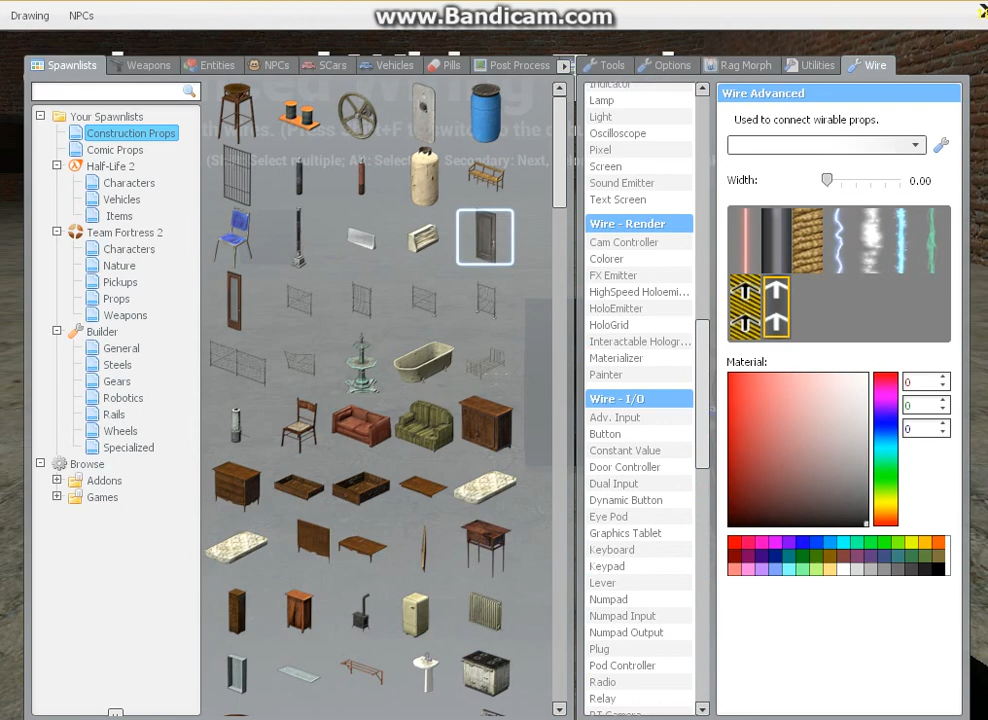 Drawing NPCs
www.Bandicam.com
Spawnlists Weapons Entities NPCs SCars Vehicles Pills Post Process
Tools Options Rag Morph Utilities Wire
Your Spawnlists
Construction Props
Comic Props
Half-Life 2
Characters
Vehicles
Items
Team Fortress 2
Characters
Nature
Pickups
Props
Weapons
Builder
General
Steels
Gears
Robotics
Rails
Wheels
Specialized
Browse
Addons
Games
Indicator
Lamp
Light
Oscilloscope
Pixel
Screen
Sound Emitter
Text Screen
Wire - Render
Cam Controller
Colorer
FX Emitter
HighSpeed Holoemi...
HoloEmitter
HoloGrid
Interactable Hologr...
Materializer
Painter
Wire - I/O
Adv. Input
Button
Constant Value
Door Controller
Dual Input
Dynamic Button
Eye Pod
Graphics Tablet
Keyboard
Keypad
Lever
Numpad
Numpad Input
Numpad Output
Plug
Pod Controller
Radio
Relay
RT Camera
Wire Advanced
Used to connect wirable props.
Width: 0.00
Material:
0
0
0